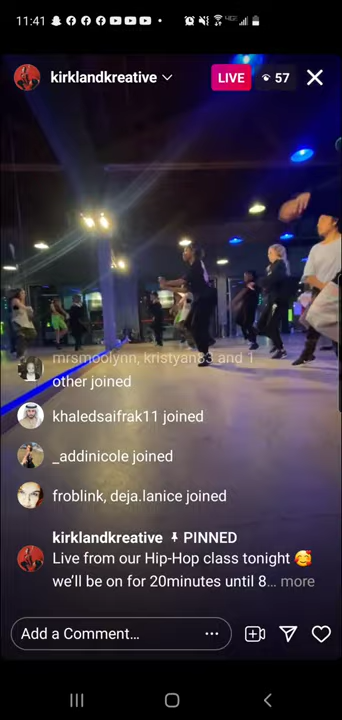 11:41
kirklandkreative
LIVE
57
mrsmoolynn, kristyan83 and 1
other joined
khaledsaifrak11 joined
_addinicole joined
froblink, deja.lanice joined
kirklandkreative PINNED
Live from our Hip-Hop class tonight 🥰
we'll be on for 20minutes until 8... more
Add a Comment...